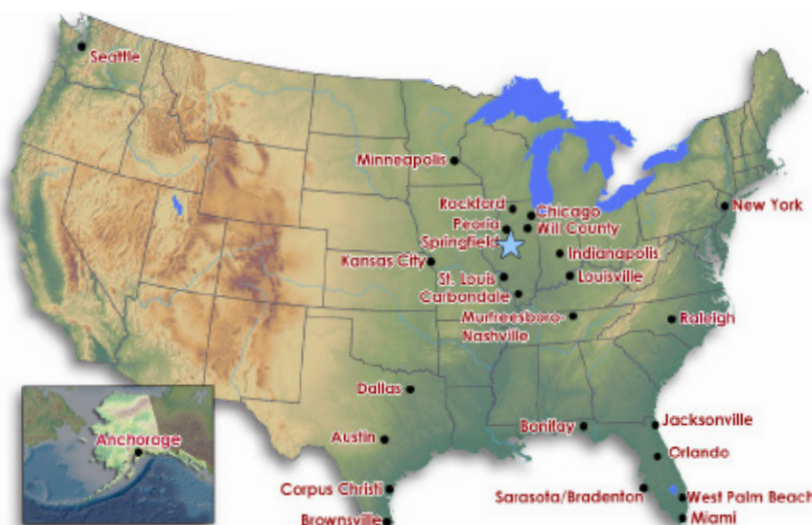 Seattle
Minneapolis
Rockford
Chicago
Peoria
Will County
New York
Springfield
Indianapolis
Kansas City
St. Louis
Louisville
Carbondale
Murfreesboro-
Nashville
Raleigh
Dallas
Anchorage
Austin
Bonifay
Jacksonville
Orlando
Corpus Christi
Sarasota/Bradenton
West Palm Beach
Brownsville
Miami